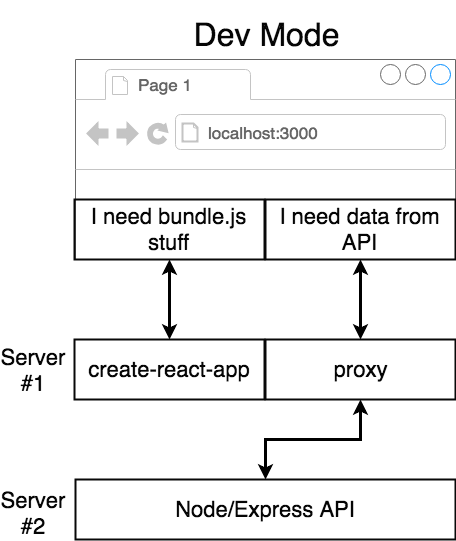 Dev Mode
Page 1
localhost:3000
I need bundle.js
stuff
I need data from
API
Server
#1
create-react-app
proxy
Server
#2
Node/Express API